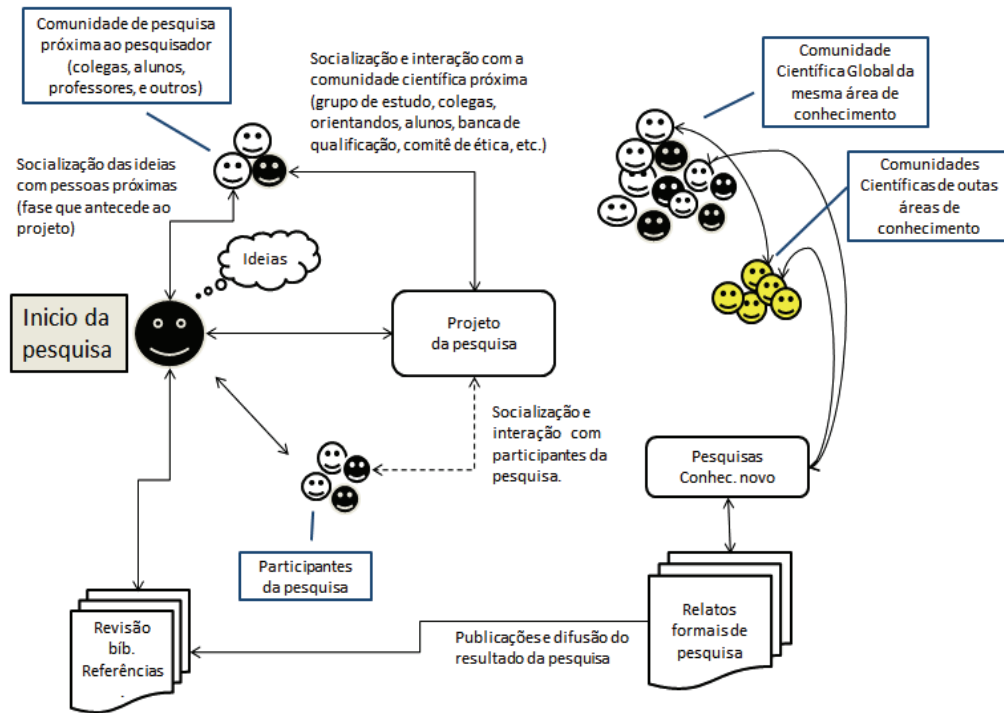 Comunidade de pesquisa
próxima ao pesquisador
(colegas, alunos,
professores, e outros)
Socialização e interação com a
comunidade científica próxima
(grupo de estudo, colegas,
orientandos, alunos, banca de
qualificação, comitê de ética, etc.)
Comunidade
Científica Global da
mesma área de
conhecimento
Socialização das ideias
com pessoas próximas
(fase que antecede ao
projeto)
Comunidades
Científicas de outas
áreas de
conhecimento
Ideias
Inicio da
pesquisa
Projeto
da pesquisa
Socialização e
interação com
participantes da
pesquisa.
Pesquisas
Conhec. novo
Participantes
da pesquisa
Revisão
bíb.
Referências
.
Publicações e difusão do
resultado da pesquisa
Relatos
formais de
pesquisa